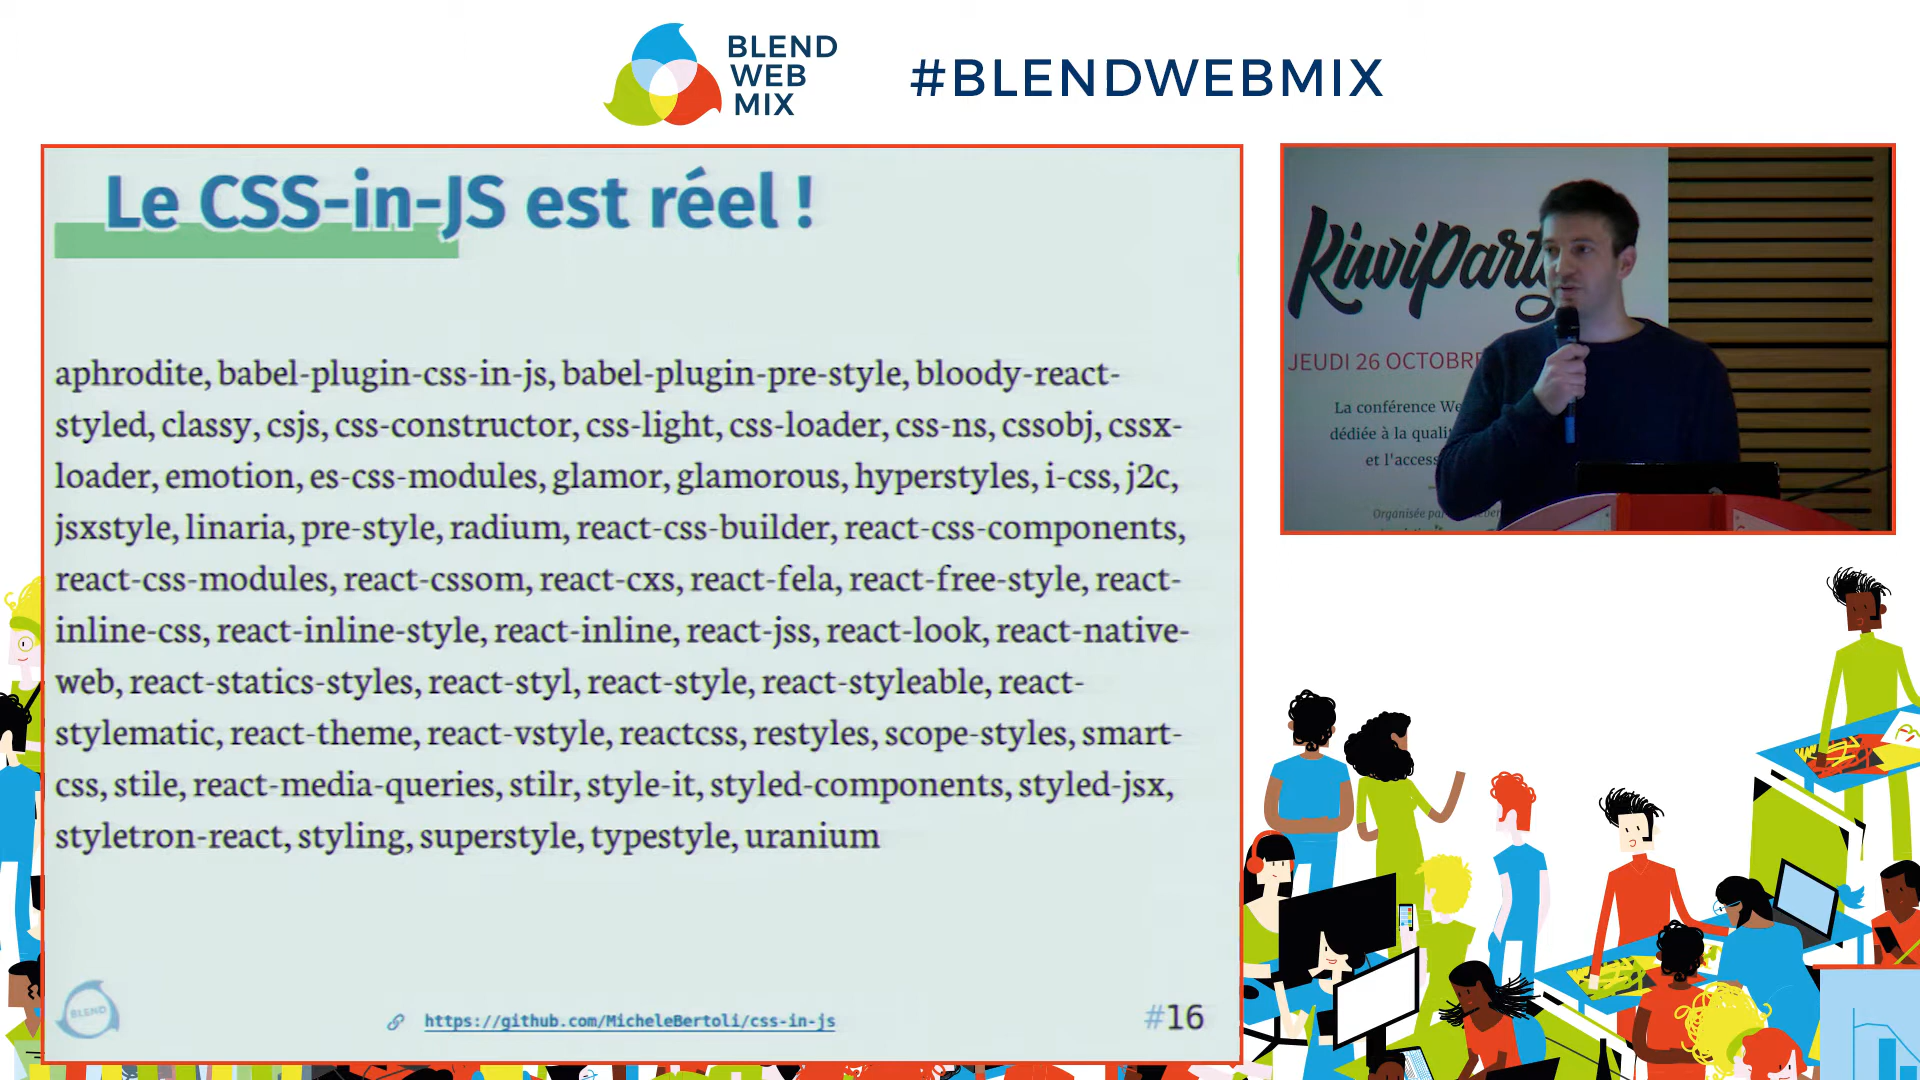 BLEND
WEB
MIX
#BLENDWEBMIX
Le CSS-in-JS est réel !
aphrodite, babel-plugin-css-in-js, babel-plugin-pre-style, bloody-react-
styled, classy, csjs, css-constructor, css-light, css-loader, css-ns, cssobj, cssx-
loader, emotion, es-css-modules, glamor, glamorous, hyperstyles, i-css, j2c,
jsxstyle, linaria, pre-style, radium, react-css-builder, react-css-components,
react-css-modules, react-cssom, react-cxs, react-fela, react-free-style, react-
inline-css, react-inline-style, react-inline, react-jss, react-look, react-native-
web, react-statics-styles, react-styl, react-style, react-styleable, react-
stylematic, react-theme, react-vstyle, reactcss, restyles, scope-styles, smart-
css, stile, react-media-queries, stilr, style-it, styled-components, styled-jsx,
styletron-react, styling, superstyle, typestyle, uranium
BLEND
https://github.com/MicheleBertoli/css-in-js
#16
KiwiParty
JEUDI 26 OCTOBRE
La conférence We
dédiée à la quali
et l'access
Organisée par